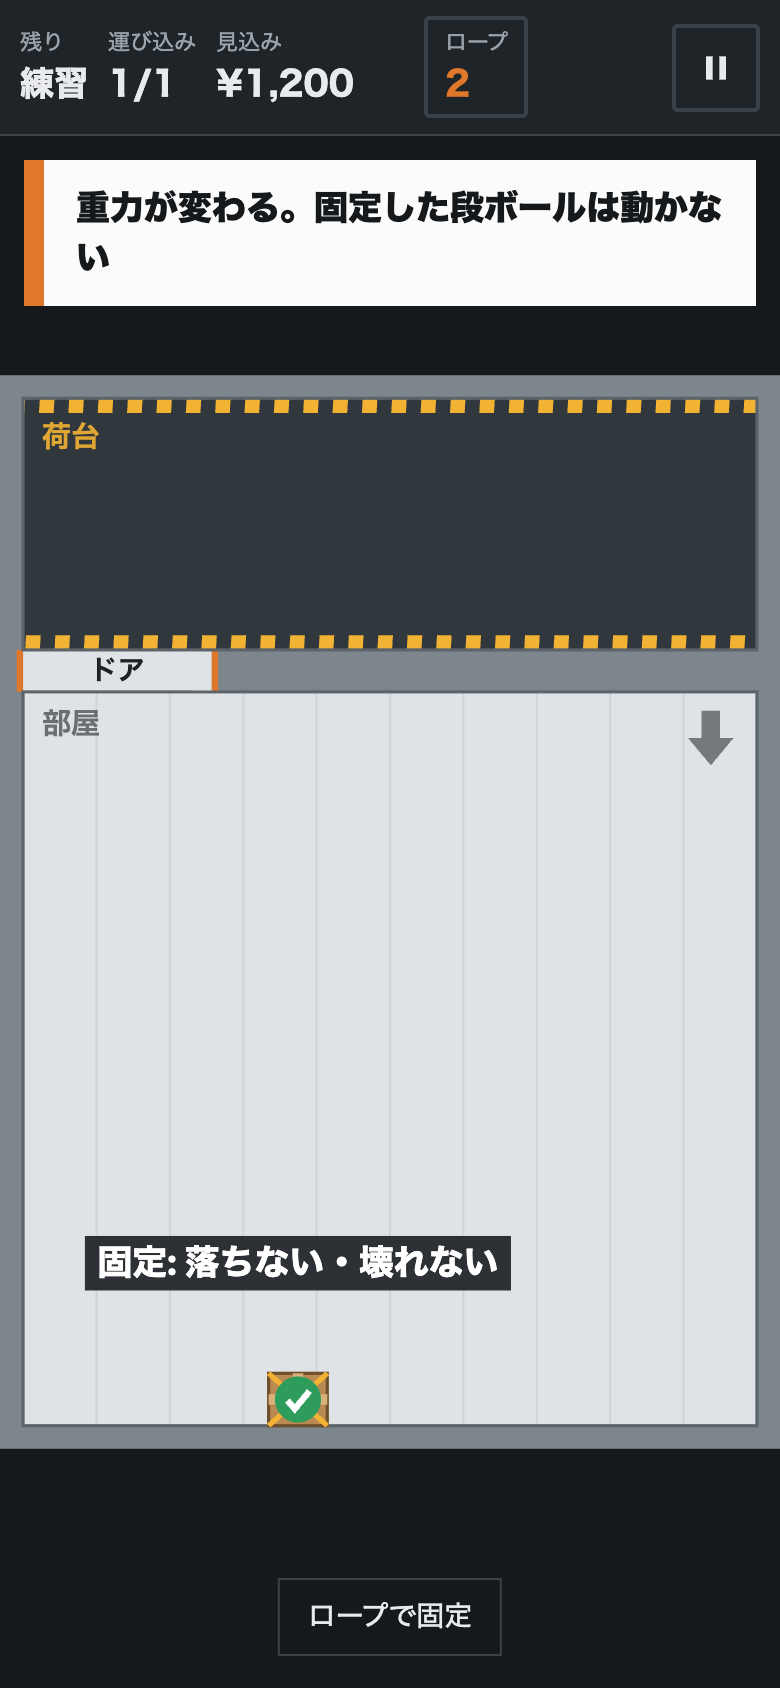 残り 運び込み 見込み ロープ
練習 1/1 ¥1,200 2
重力が変わる。固定した段ボールは動かな
い
荷台
ドア
部屋
固定: 落ちない・壊れない
ロープで固定